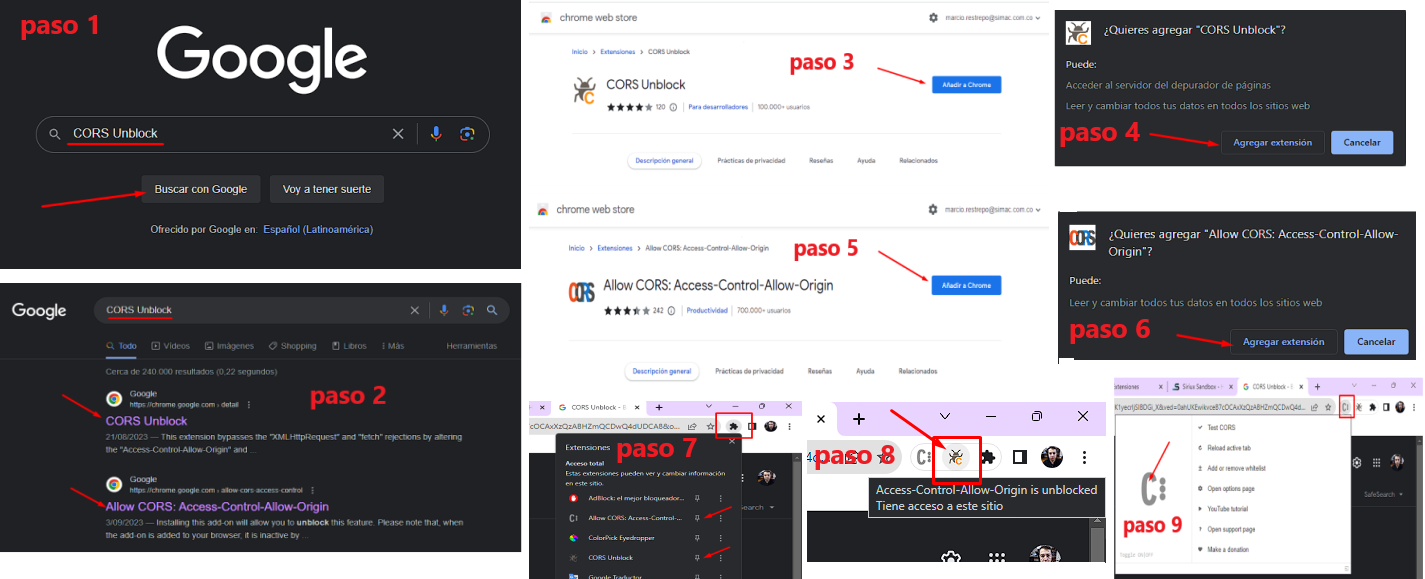 paso 1
Google
CORS Unblock
Buscar con Google
Voy a tener suerte
Ofrecido por Google en: Español (Latinoamérica)
Google
CORS Unblock
Todo
Vídeos
Imágenes
Shopping
Libros
Más
Herramientas
Cerca de 240.000 resultados (0,22 segundos)
paso 2
Google
https://chrome.google.com › detail
CORS Unblock
21/08/2023 — This extension bypasses the "XMLHttpRequest" and "fetch" rejections by altering
the "Access-Control-Allow-Origin" and ...
Google
https://chrome.google.com › allow-cors-access-control
Allow CORS: Access-Control-Allow-Origin
3/09/2023 — Installing this add-on will allow you to unblock this feature. Please note that, when
the add-on is added to your browser, it is inactive by ...
chrome web store
marcio.restrepo@simac.com.co
Inicio › Extensiones › CORS Unblock
paso 3
CORS Unblock
Añadir a Chrome
120
Para desarrolladores
100.000+ usuarios
Descripción general
Prácticas de privacidad
Reseñas
Ayuda
Relacionados
chrome web store
marcio.restrepo@simac.com.co
Inicio › Extensiones › Allow CORS: Access-Control-Allow-Origin
paso 5
CORS
Allow CORS: Access-Control-Allow-Origin
Añadir a Chrome
242
Productividad
700.000+ usuarios
Descripción general
Prácticas de privacidad
Reseñas
Ayuda
Relacionados
C
¿Quieres agregar "CORS Unblock"?
Puede:
Acceder al servidor del depurador de páginas
Leer y cambiar todos tus datos en todos los sitios web
paso 4
Agregar extensión
Cancelar
CORS
¿Quieres agregar "Allow CORS: Access-Control-Allow-
Origin"?
Puede:
Leer y cambiar todos tus datos en todos los sitios web
paso 6
Agregar extensión
Cancelar
CORS Unblock -
Extensiones
paso 7
Acceso total
Estas extensiones pueden ver y cambiar información
en este sitio.
AdBlock: el mejor bloqueador...
Allow CORS: Access-Control-...
ColorPick Eyedropper
CORS Unblock
Google Traductor
paso 8
Access-Control-Allow-Origin is unblocked
Tiene acceso a este sitio
Sirius Sandbox -
CORS Unblock -
Test CORS
Reload active tab
Add or remove whitelist
Open options page
YouTube tutorial
Open support page
Make a donation
paso 9
Toggle ON|OFF
SafeSearch